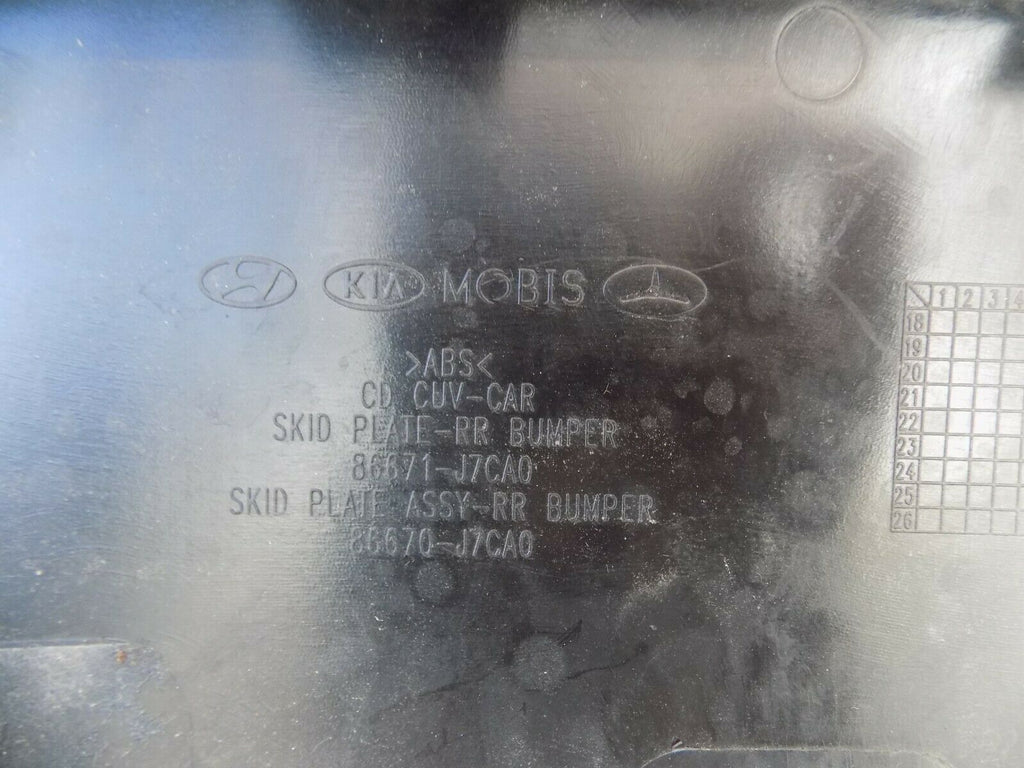 KIA MOBIS
>ABS<
CD CUV-CAR
SKID PLATE-RR BUMPER
86671-J7CA0
SKID PLATE ASSY-RR BUMPER
86670-J7CA0
1 2 3 4
18
19
20
21
22
23
24
25
26